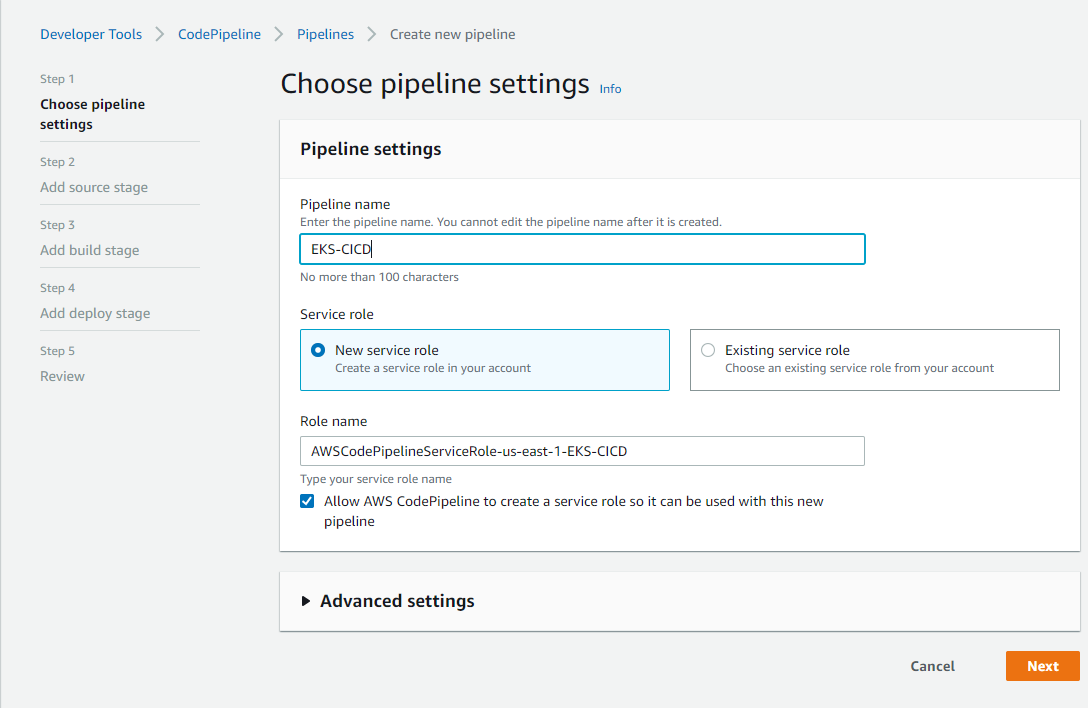 Developer Tools > CodePipeline > Pipelines > Create new pipeline
Step 1
Choose pipeline
settings
Step 2
Add source stage
Step 3
Add build stage
Step 4
Add deploy stage
Step 5
Review
Choose pipeline settings Info
Pipeline settings
Pipeline name
Enter the pipeline name. You cannot edit the pipeline name after it is created.
EKS-CICD
No more than 100 characters
Service role
New service role
Create a service role in your account
Existing service role
Choose an existing service role from your account
Role name
AWSCodePipelineServiceRole-us-east-1-EKS-CICD
Type your service role name
Allow AWS CodePipeline to create a service role so it can be used with this new
pipeline
Advanced settings
Cancel
Next